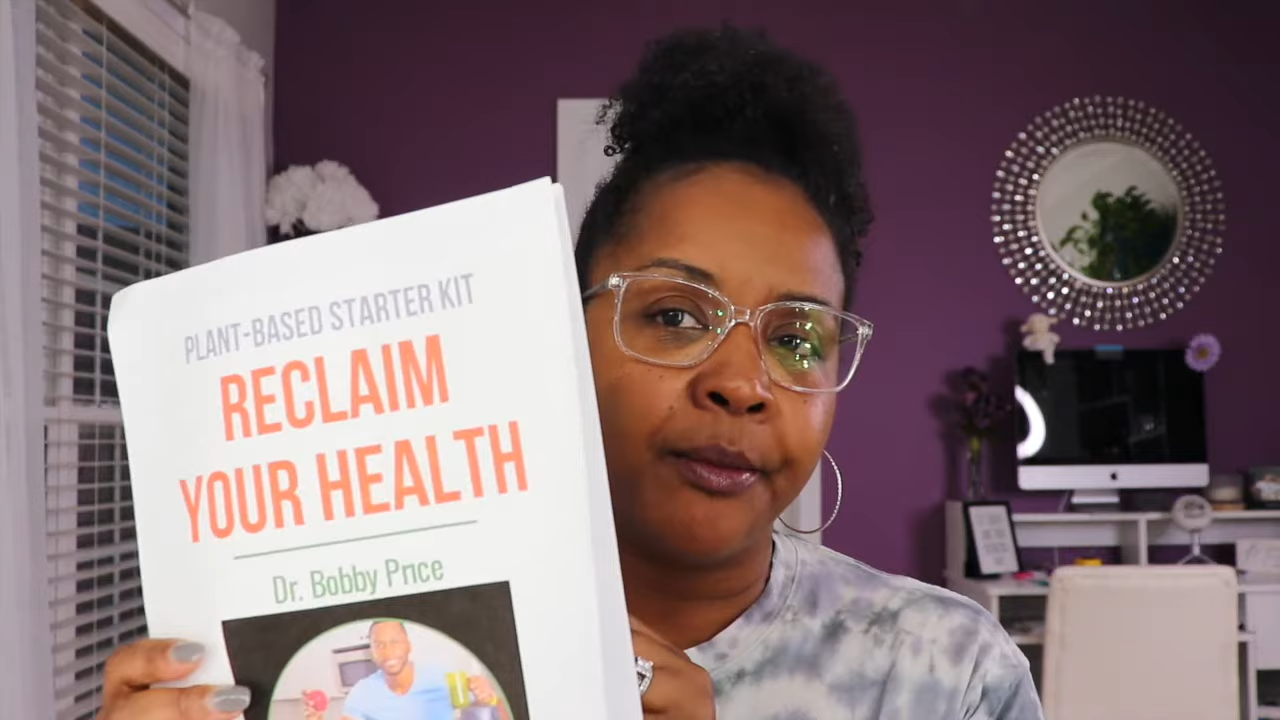 PLANT-BASED STARTER KIT
RECLAIM
YOUR HEALTH
Dr. Bobby Price